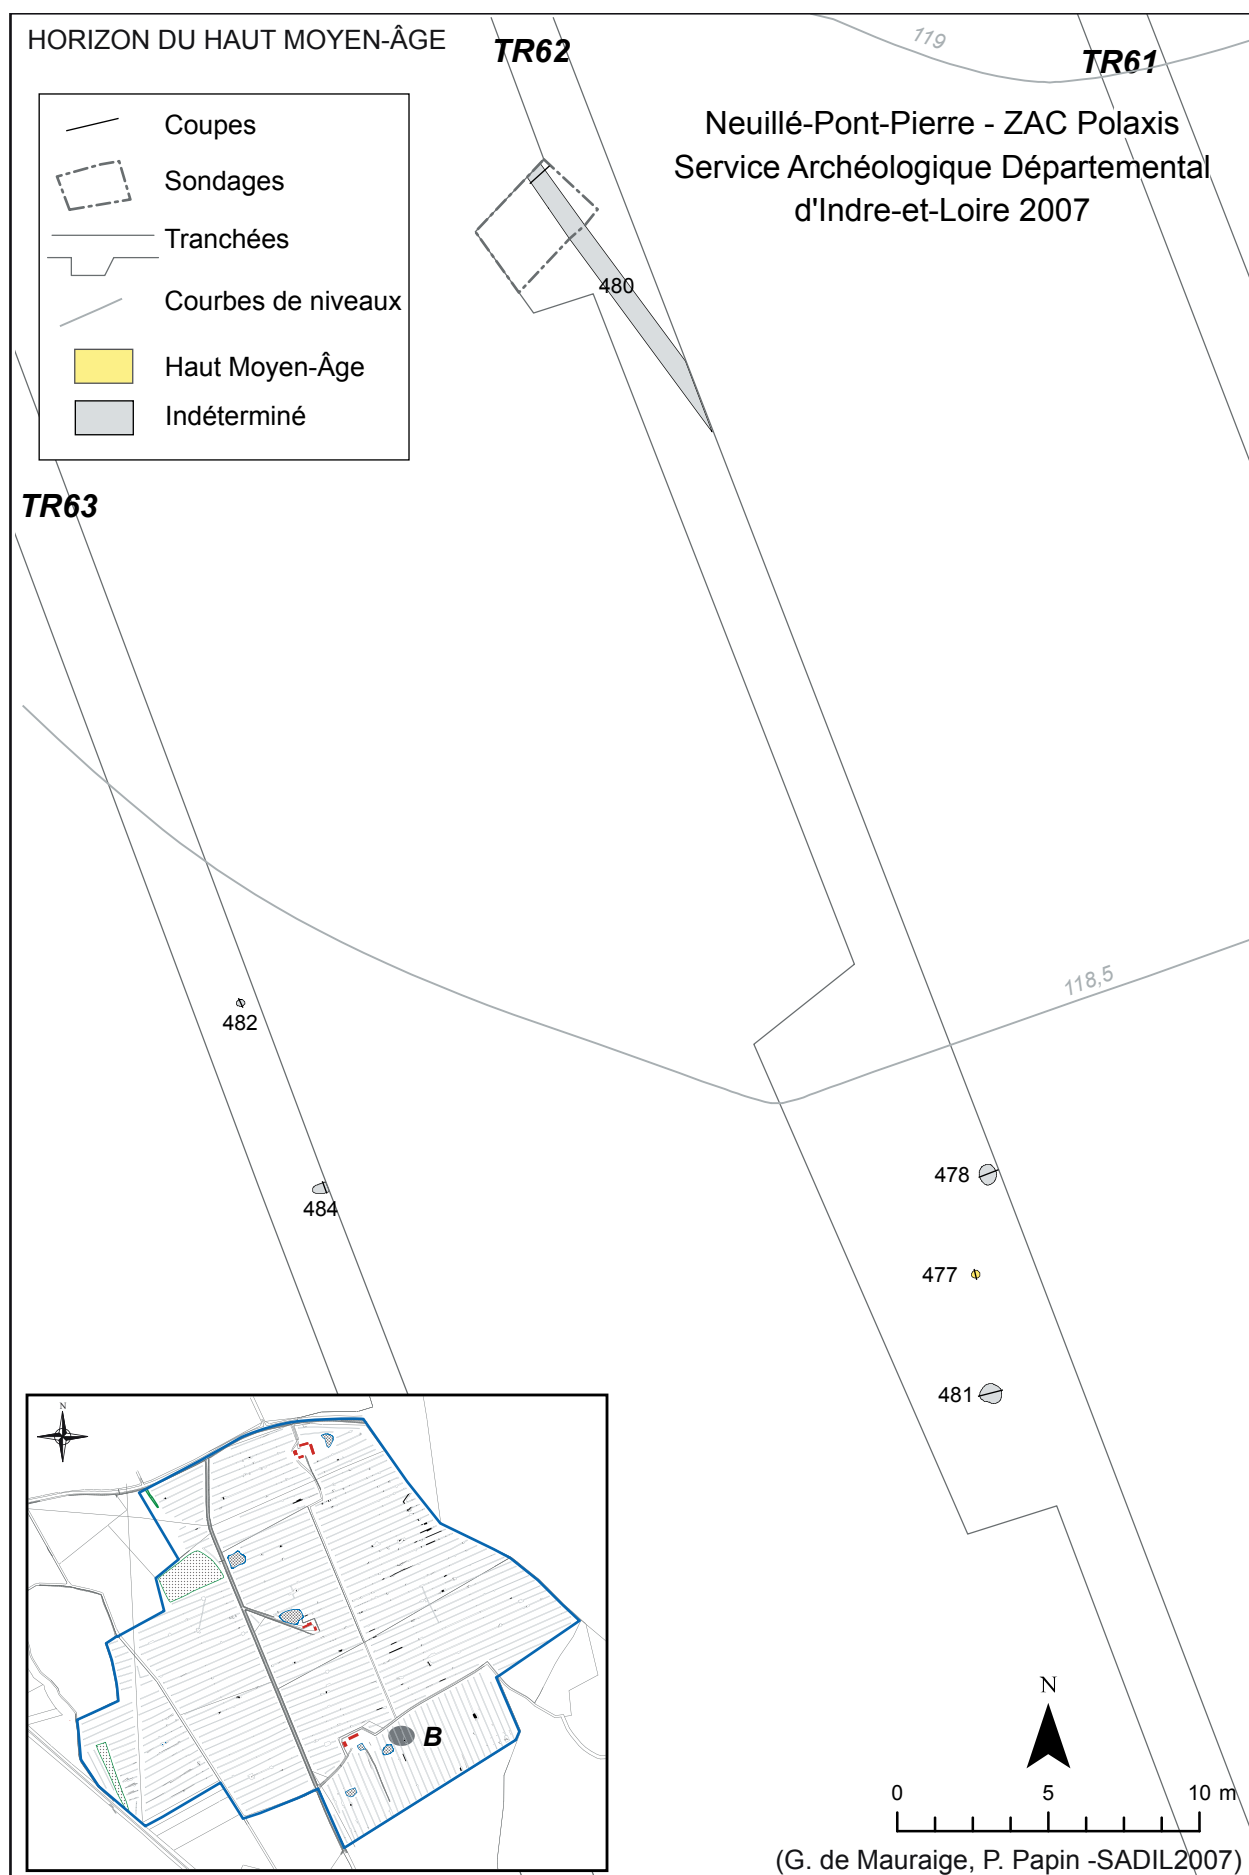 HORIZON DU HAUT MOYEN-ÂGE
TR62
119
TR61
Coupes
Sondages
Tranchées
Courbes de niveaux
Haut Moyen-Âge
Indéterminé
Neuillé-Pont-Pierre - ZAC Polaxis
Service Archéologique Départemental
d'Indre-et-Loire 2007
480
TR63
118,5
482
484
478
477
481
N
B
N
0 5 10 m
(G. de Mauraige, P. Papin -SADIL2007)